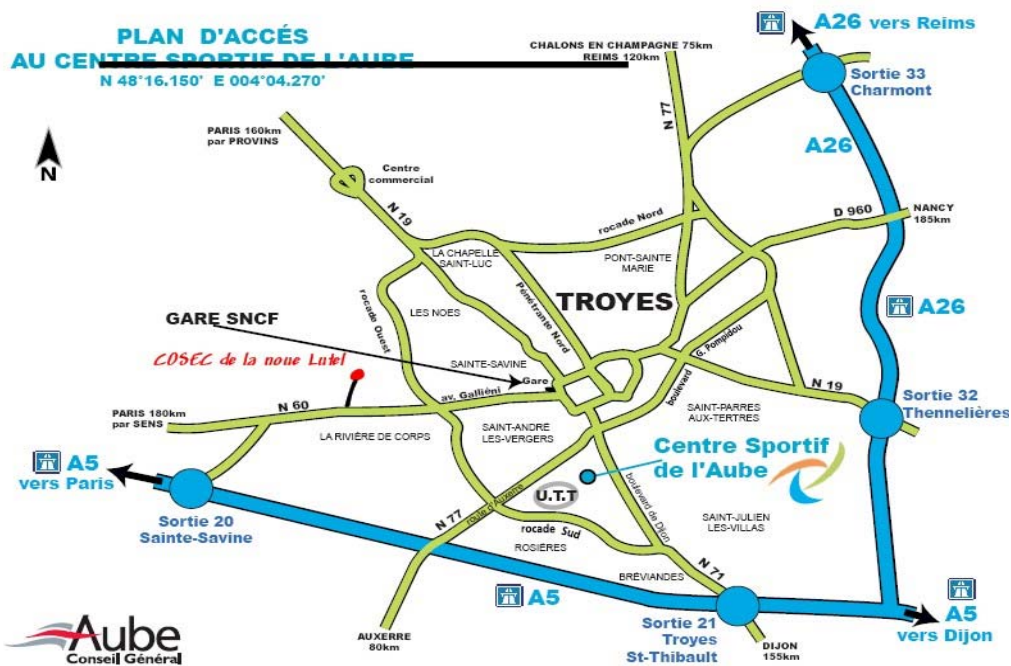 PLAN D'ACCÉS
AU CENTRE SPORTIF DE L'AUBE
N 48°16.150' E 004°04.270'
CHALONS EN CHAMPAGNE 75km
REIMS 120km
A26 vers Reims
Sortie 33
Charmont
N 77
A26
PARIS 160km
par PROVINS
N
Centre
commercial
N 19
NANCY
185km
D 960
rocade Nord
LA CHAPELLE
SAINT-LUC
PONT-SAINTE
MARIE
rocade Ouest
LES NOES
Pénétrante Nord
TROYES
A26
GARE SNCF
COSEC de la noue Lutel
SAINTE-SAVINE
Gare
G. Pompidou
boulevard
N 19
Sortie 32
Thennelières
av. Galliéni
N 60
PARIS 180km
par SENS
LA RIVIÈRE DE CORPS
SAINT-ANDRÉ
LES-VERGERS
SAINT-PARRES
AUX-TERTRES
Centre Sportif
de l'Aube
A5
vers Paris
U.T.T
boulevard de Dijon
Sortie 20
Sainte-Savine
N 77
route d'Auxerre
rocade Sud
ROSIÈRES
SAINT-JULIEN
LES-VILLAS
BRÉVIANDES
N 71
A5
A5
vers Dijon
Sortie 21
Troyes
St-Thibault
AUXERRE
80km
DIJON
155km
Aube
Conseil Général